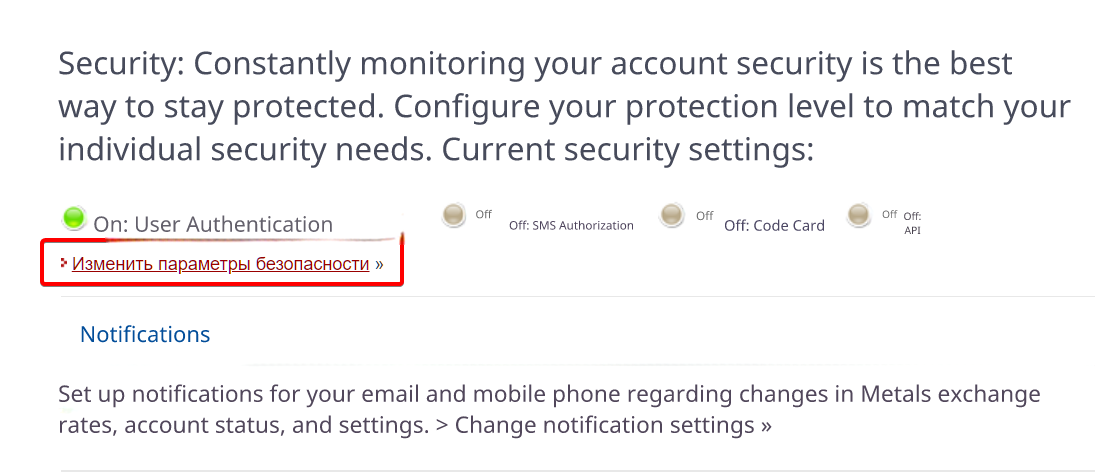 Security: Constantly monitoring your account security is the best
way to stay protected. Configure your protection level to match your
individual security needs. Current security settings:
On: User Authentication
Off
Off: SMS Authorization
Off
Off: Code Card
Off
Off:
API
Изменить параметры безопасности »
Notifications
Set up notifications for your email and mobile phone regarding changes in Metals exchange
rates, account status, and settings. > Change notification settings »